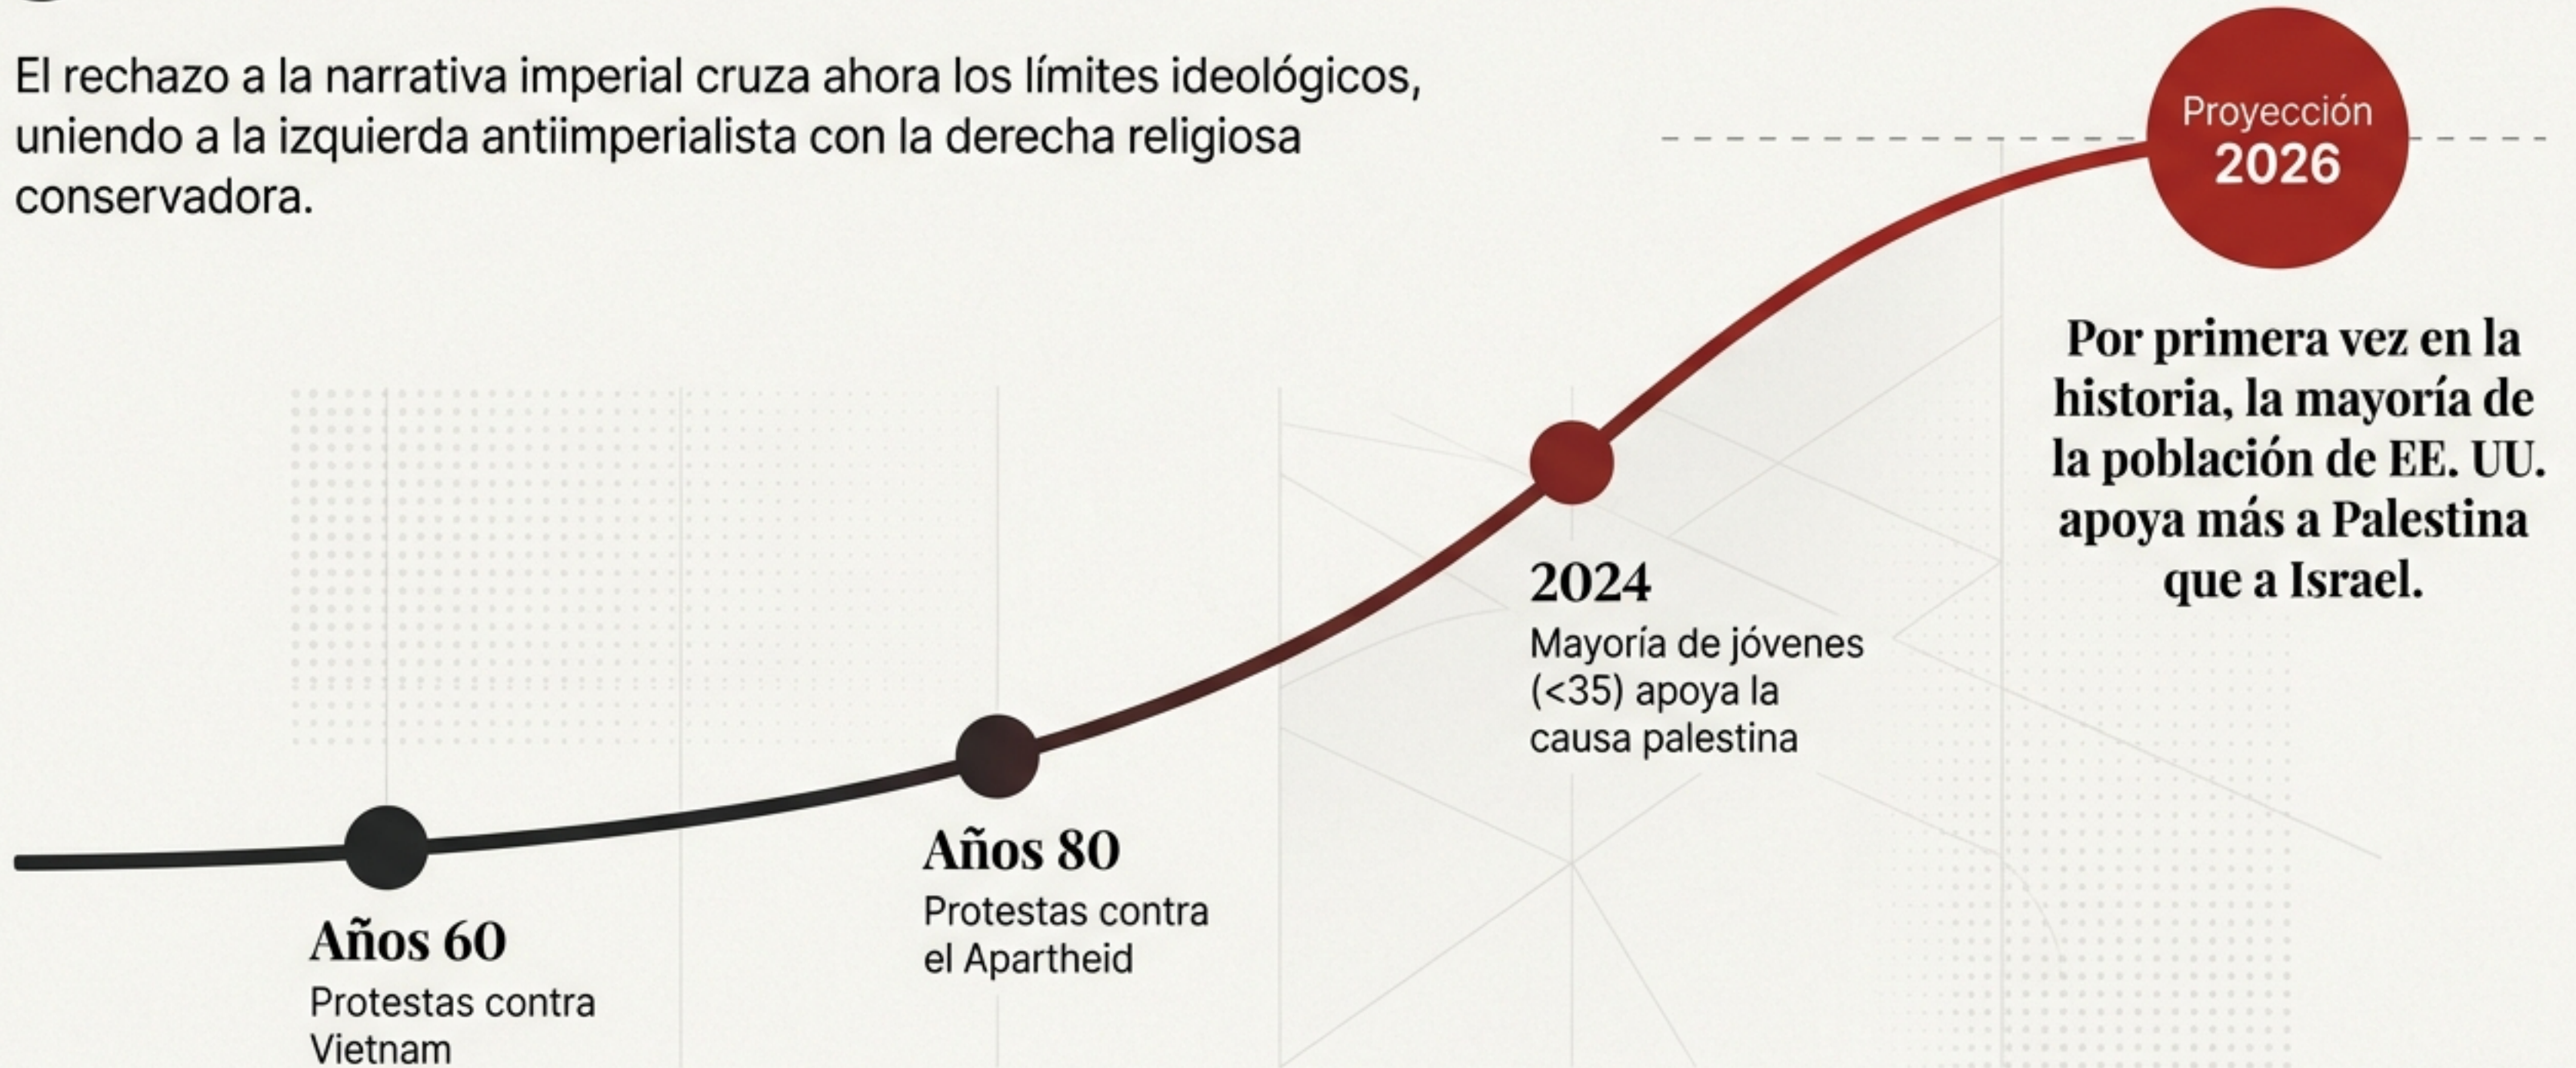 El rechazo a la narrativa imperial cruza ahora los límites ideológicos,
uniendo a la izquierda antiimperialista con la derecha religiosa
conservadora.
Proyección
2026
Por primera vez en la
historia, la mayoría de
la población de EE. UU.
apoya más a Palestina
que a Israel.
2024
Mayoría de jóvenes
(<35) apoya la
causa palestina
Años 80
Protestas contra
el Apartheid
Años 60
Protestas contra
Vietnam